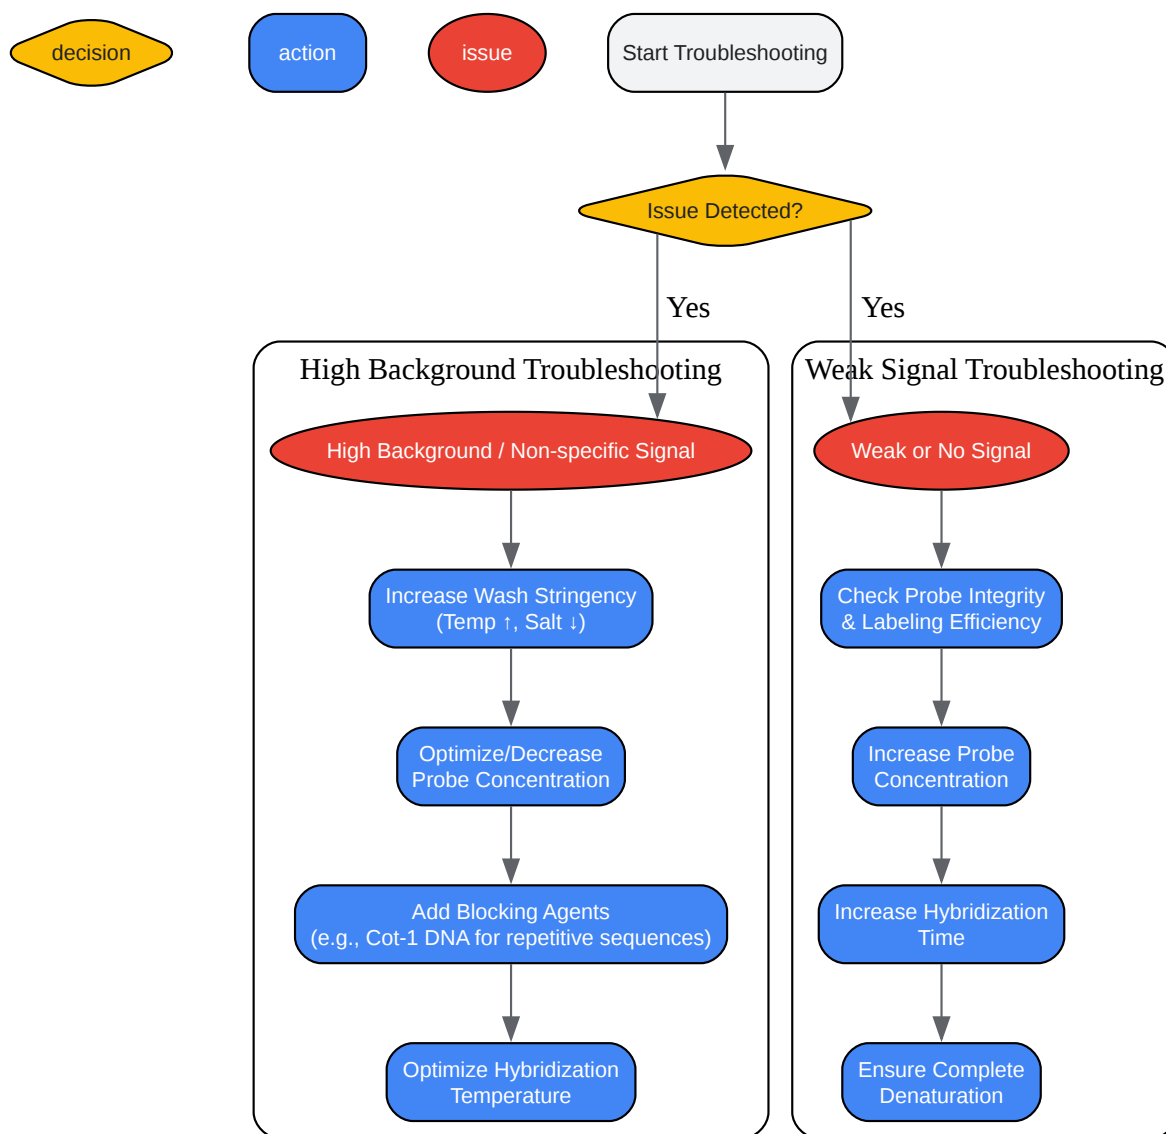 decision
action
issue
Start Troubleshooting
Issue Detected?
Yes
Yes
High Background Troubleshooting
High Background / Non-specific Signal
Increase Wash Stringency
(Temp ↑, Salt ↓)
Optimize/Decrease
Probe Concentration
Add Blocking Agents
(e.g., Cot-1 DNA for repetitive sequences)
Optimize Hybridization
Temperature
Weak Signal Troubleshooting
Weak or No Signal
Check Probe Integrity
& Labeling Efficiency
Increase Probe
Concentration
Increase Hybridization
Time
Ensure Complete
Denaturation